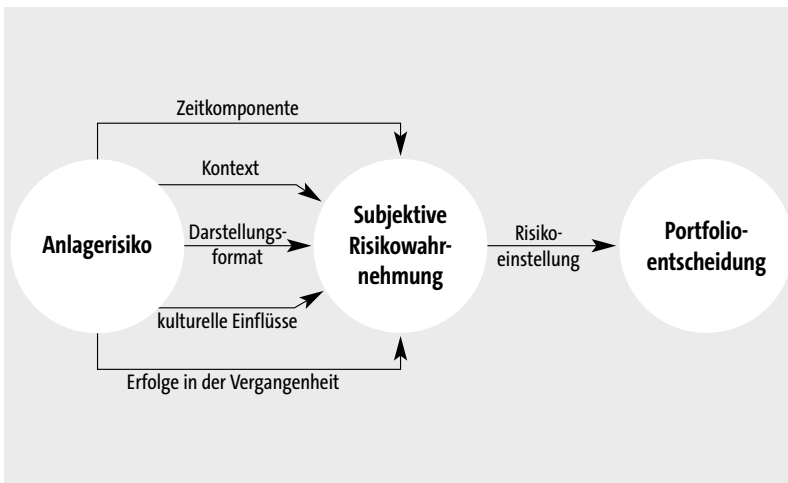 Zeitkomponente
Kontext
Anlagerisiko
Darstellungs-
format
kulturelle Einflüsse
Erfolge in der Vergangenheit
Subjektive
Risikowahr-
nehmung
Risiko-
einstellung
Portfolio-
entscheidung